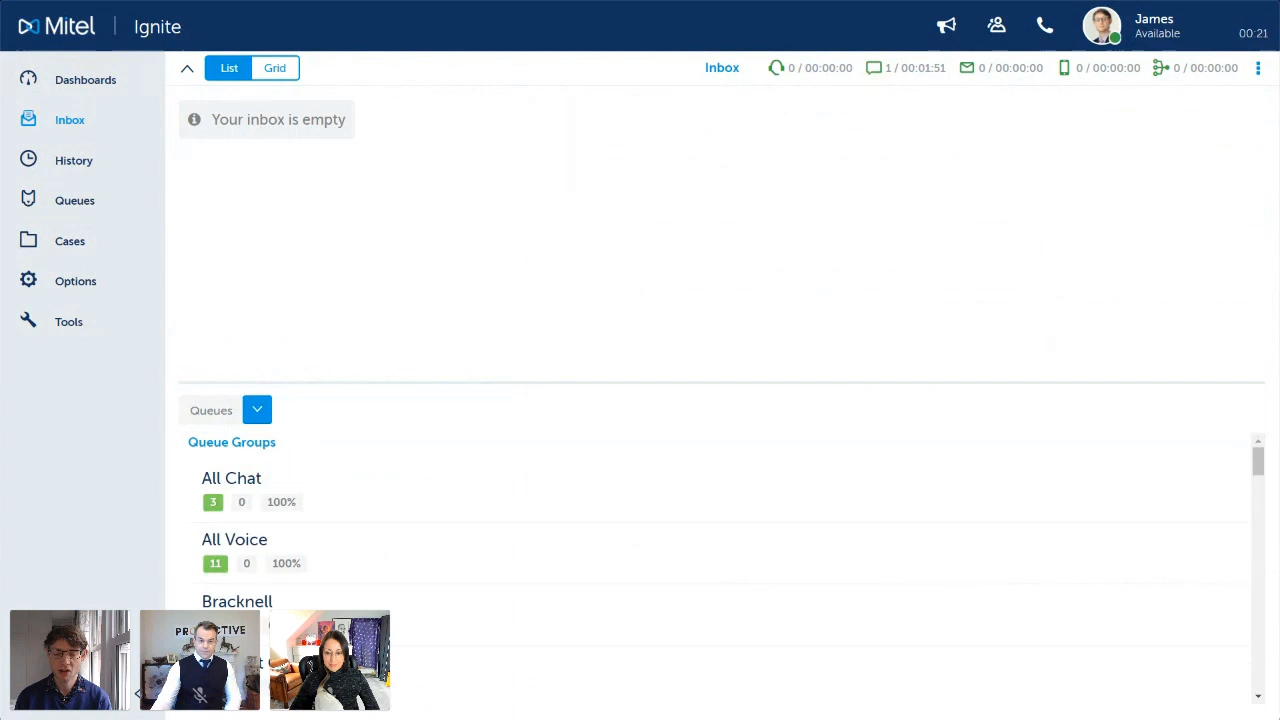 Mitel | Ignite
James
Available
00:21
Dashboards
Inbox
History
Queues
Cases
Options
Tools
List
Grid
Inbox
0 / 00:00:00
1 / 00:01:51
0 / 00:00:00
0 / 00:00:00
0 / 00:00:00
Your inbox is empty
Queues
Queue Groups
All Chat
3 0 100%
All Voice
11 0 100%
Bracknell